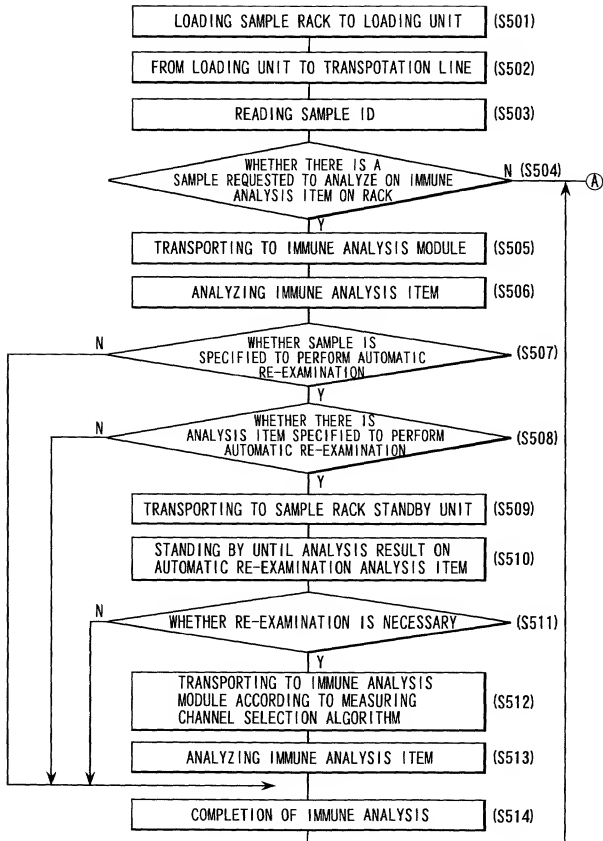 LOADING SAMPLE RACK TO LOADING UNIT (S501)
FROM LOADING UNIT TO TRANSPOTATION LINE (S502)
READING SAMPLE ID (S503)
WHETHER THERE IS A
SAMPLE REQUESTED TO ANALYZE ON IMMUNE
ANALYSIS ITEM ON RACK
N (S504)
A
Y
TRANSPORTING TO IMMUNE ANALYSIS MODULE (S505)
ANALYZING IMMUNE ANALYSIS ITEM (S506)
N
WHETHER SAMPLE IS
SPECIFIED TO PERFORM AUTOMATIC
RE-EXAMINATION
(S507)
Y
N
WHETHER THERE IS
ANALYSIS ITEM SPECIFIED TO PERFORM
AUTOMATIC RE-EXAMINATION
(S508)
Y
TRANSPORTING TO SAMPLE RACK STANDBY UNIT (S509)
STANDING BY UNTIL ANALYSIS RESULT ON
AUTOMATIC RE-EXAMINATION ANALYSIS ITEM
(S510)
N
WHETHER RE-EXAMINATION IS NECESSARY (S511)
Y
TRANSPORTING TO IMMUNE ANALYSIS
MODULE ACCORDING TO MEASURING
CHANNEL SELECTION ALGORITHM
(S512)
ANALYZING IMMUNE ANALYSIS ITEM (S513)
COMPLETION OF IMMUNE ANALYSIS (S514)